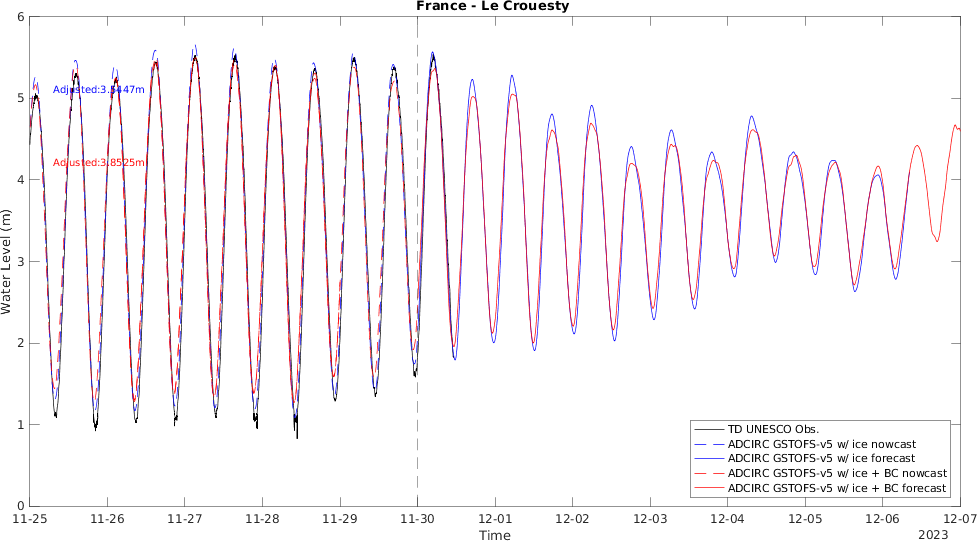 France - Le Crouesty
6
5
4
3
2
1
0
Water Level (m)
Adjusted:3.5447m
Adjusted:3.8525m
TD UNESCO Obs.
ADCIRC GSTOFS-v5 w/ ice nowcast
ADCIRC GSTOFS-v5 w/ ice forecast
ADCIRC GSTOFS-v5 w/ ice + BC nowcast
ADCIRC GSTOFS-v5 w/ ice + BC forecast
11-25 11-26 11-27 11-28 11-29 11-30 12-01 12-02 12-03 12-04 12-05 12-06 12-07
Time
2023